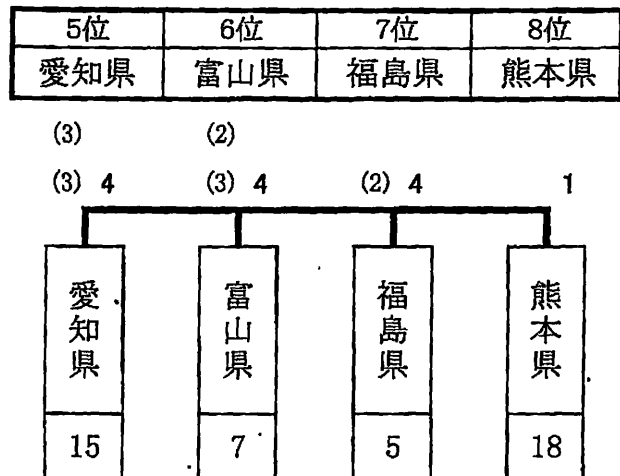 5位 6位 7位 8位
愛知県 富山県 福島県 熊本県
(3) (2)
(3) 4 (3) 4 (2) 4 1
愛知県 富山県 福島県 熊本県
15 7 5 18